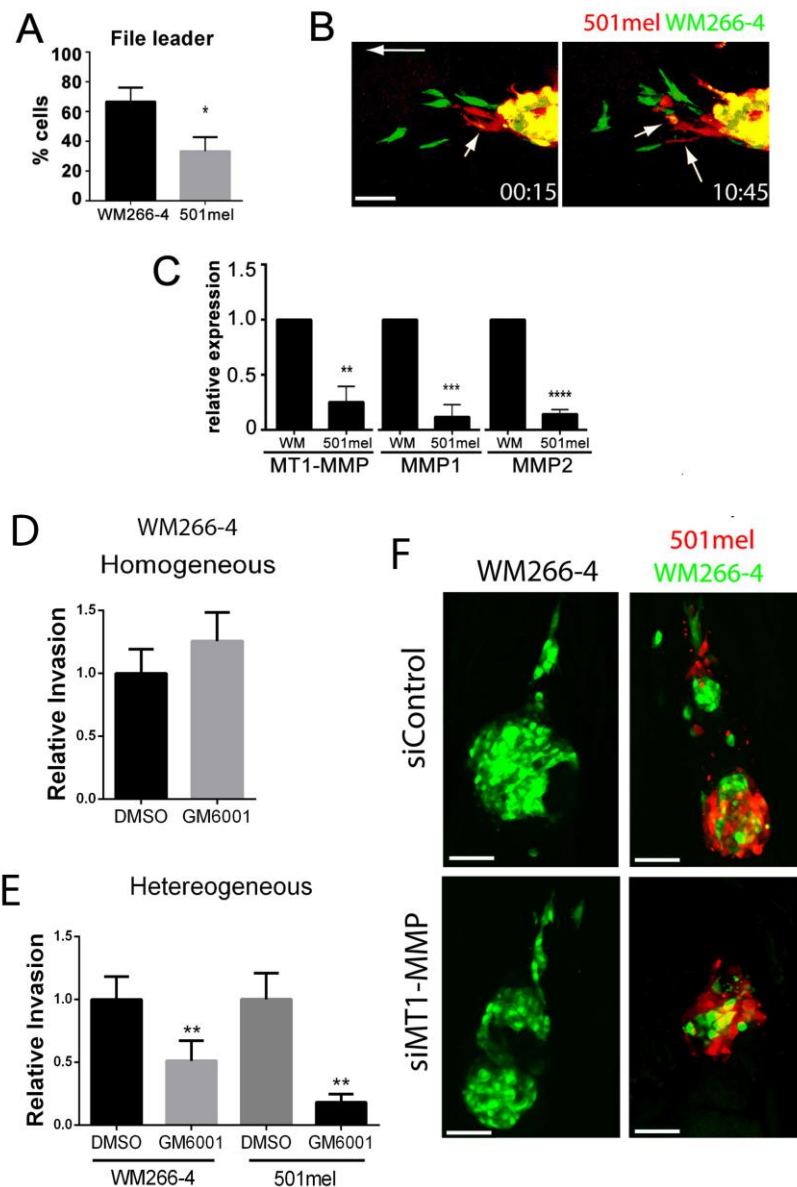 A
File leader
% cells
100
80
60
40
20
0
*
WM266-4 501mel
B
501mel WM266-4
00:15
10:45
C
relative expression
1.5
1.0
0.5
0
**
***
****
WM 501mel WM 501mel WM 501mel
MT1-MMP MMP1 MMP2
D
WM266-4
Homogeneous
Relative Invasion
1.5
1.0
0.5
0.0
DMSO GM6001
E
Hetereogeneous
Relative Invasion
1.5
1.0
0.5
0.0
**
**
DMSO GM6001 DMSO GM6001
WM266-4 501mel
F
WM266-4
501mel
WM266-4
siControl
siMT1-MMP